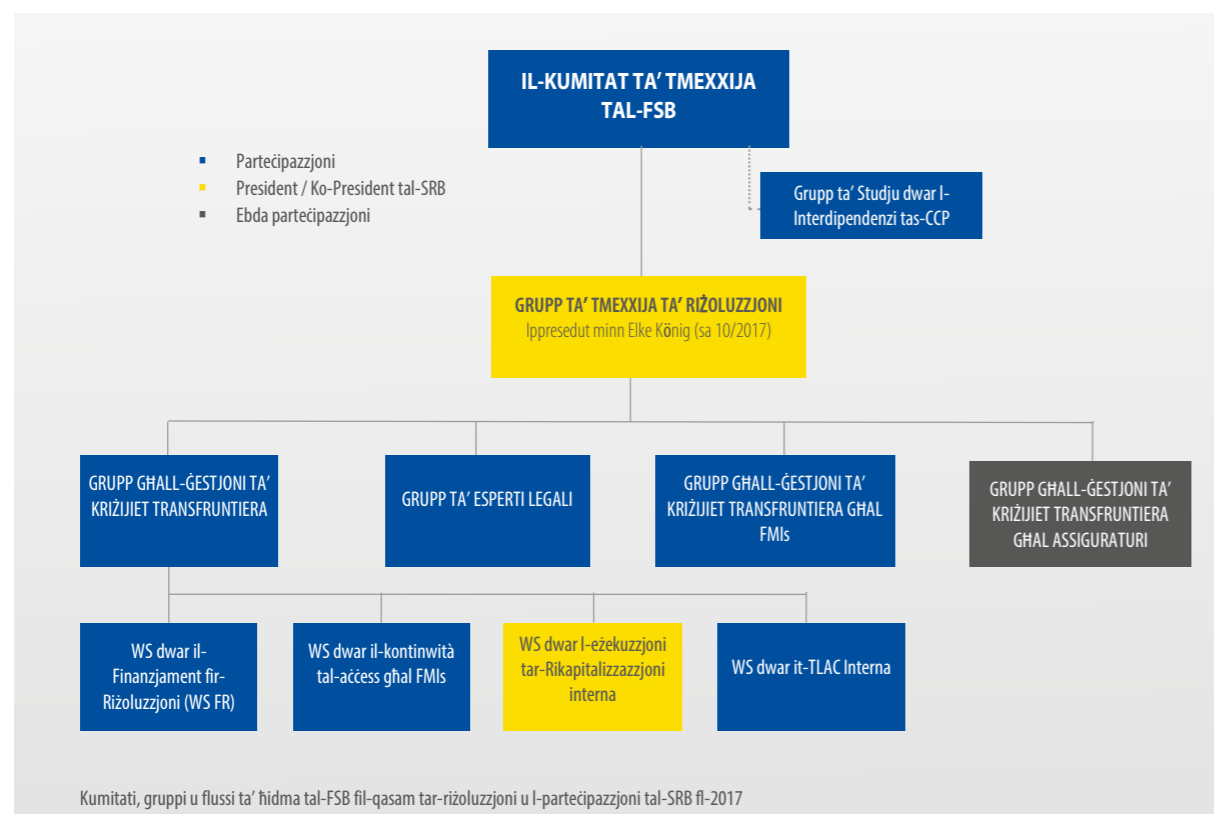 IL-KUMITAT TA’ TMEXXIJA
TAL-FSB
Parteċipazzjoni
President / Ko-President tal-SRB
Ebda parteċipazzjoni
Grupp ta’ Studju dwar l-
Interdipendenzi tas-CCP
GRUPP TA’ TMEXXIJA TA’ RIŻOLUZZJONI
Ippresedut minn Elke König (sa 10/2017)
GRUPP GĦALL-ĠESTJONI TA’
KRIŻIJIET TRANSFRUNTIERA
GRUPP TA’ ESPERTI LEGALI
GRUPP GĦALL-ĠESTJONI TA’
KRIŻIJIET TRANSFRUNTIERA GĦAL
FMIs
GRUPP GĦALL-ĠESTJONI TA’
KRIŻIJIET TRANSFRUNTIERA
GĦAL ASSIGURATURI
WS dwar il-
Finanzjament fir-
Riżoluzzjoni (WS FR)
WS dwar il-kontinwità
tal-aċċess għal FMIs
WS dwar l-eżekuzzjoni
tar-Rikapitalizzazzjoni
interna
WS dwar it-TLAC Interna
Kumitati, gruppi u flussi ta’ ħidma tal-FSB fil-qasam tar-riżoluzzjoni u l-parteċipazzjoni tal-SRB fl-2017